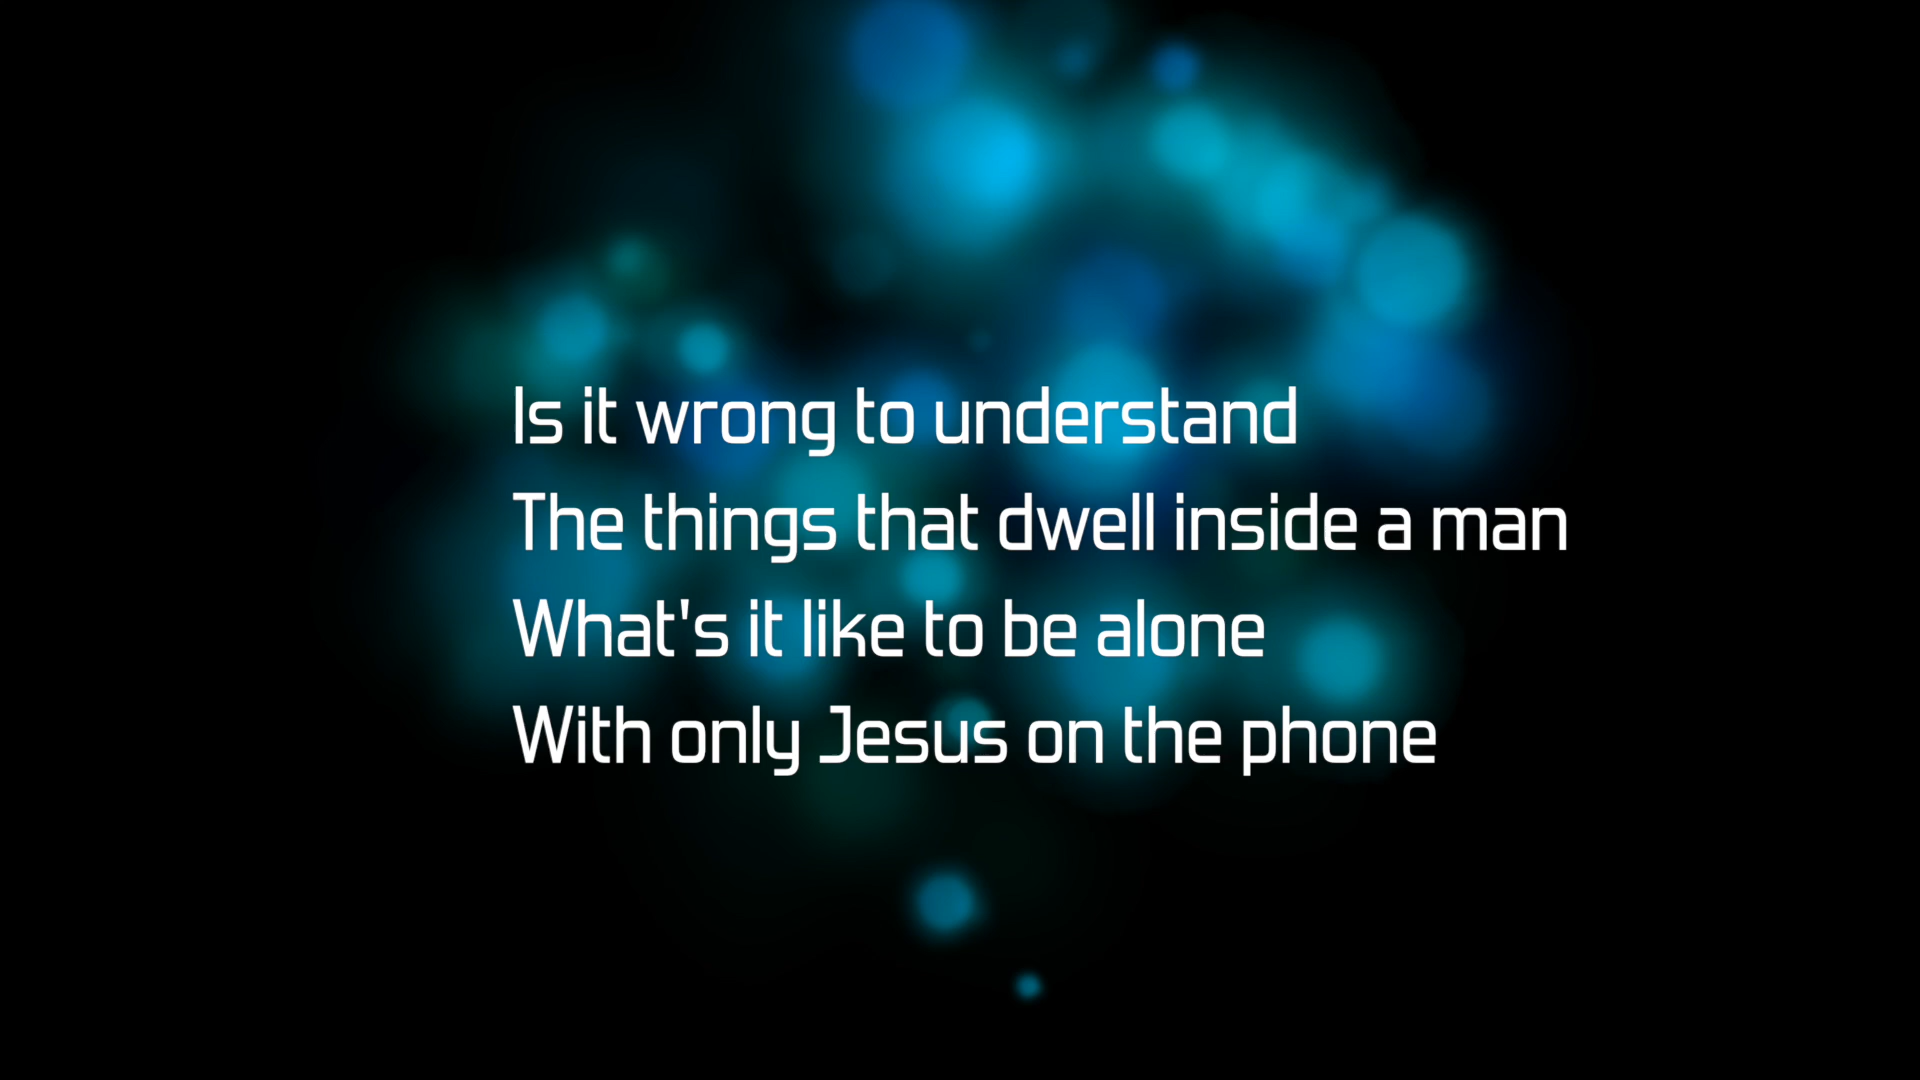 Is it wrong to understand
The things that dwell inside a man
What's it like to be alone
With only Jesus on the phone